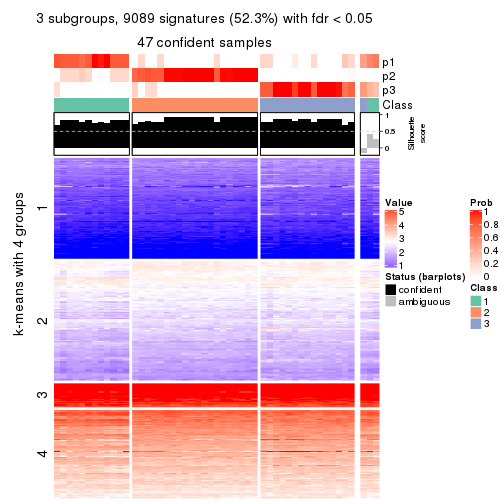 3 subgroups, 9089 signatures (52.3%) with fdr < 0.05
47 confident samples
p1
p2
p3
Class
1
0.5
0
Silhouette
score
k-means with 4 groups
1
2
3
4
Value
5
4
3
2
1
Status (barplots)
confident
ambiguous
Prob
1
0.8
0.6
0.4
0.2
0
Class
1
2
3